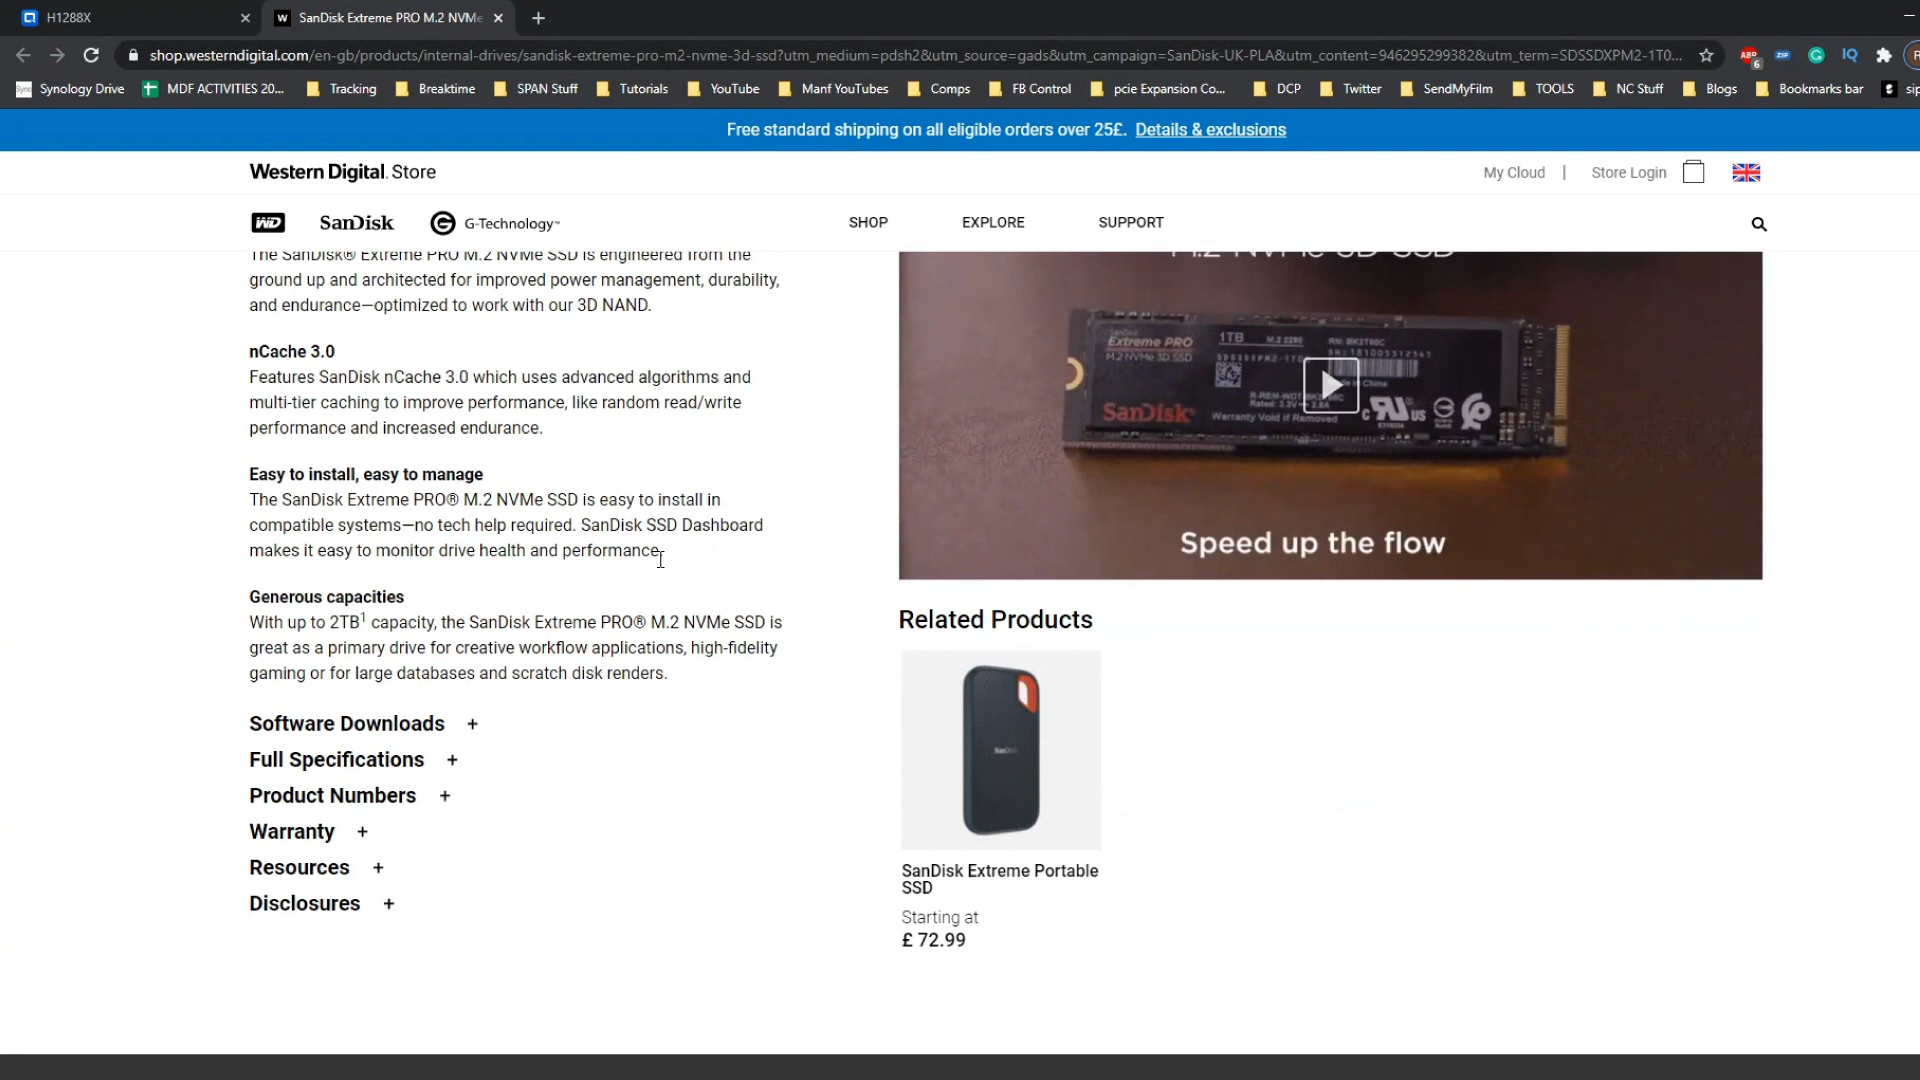 H1288X
SanDisk Extreme PRO M.2 NVMe
shop.westerndigital.com/en-gb/products/internal-drives/sandisk-extreme-pro-m2-nvme-3d-ssd?utm_medium=pdsh2&utm_source=gads&utm_campaign=SanDisk-UK-PLA&utm_content=946295299382&utm_term=SDSSDXPM2-1T0...
ABP 6 ZIP IQ
Synology Drive MDF ACTIVITIES 20... Tracking Breaktime SPAN Stuff Tutorials YouTube Manf YouTubes Comps FB Control pcie Expansion Co... DCP Twitter SendMyFilm TOOLS NC Stuff Blogs Bookmarks bar sip
Free standard shipping on all eligible orders over 25£. Details & exclusions
Western Digital. Store
My Cloud | Store Login
WD SanDisk G-Technology™
SHOP EXPLORE SUPPORT
The SanDisk® Extreme PRO M.2 NVMe SSD is engineered from the
ground up and architected for improved power management, durability,
and endurance—optimized to work with our 3D NAND.
nCache 3.0
Features SanDisk nCache 3.0 which uses advanced algorithms and
multi-tier caching to improve performance, like random read/write
performance and increased endurance.
Easy to install, easy to manage
The SanDisk Extreme PRO® M.2 NVMe SSD is easy to install in
compatible systems—no tech help required. SanDisk SSD Dashboard
makes it easy to monitor drive health and performance.
Generous capacities
With up to 2TB1 capacity, the SanDisk Extreme PRO® M.2 NVMe SSD is
great as a primary drive for creative workflow applications, high-fidelity
gaming or for large databases and scratch disk renders.
Software Downloads +
Full Specifications +
Product Numbers +
Warranty +
Resources +
Disclosures +
M.2 NVMe 3D SSD
SanDisk
Extreme PRO
M.2 NVMe 3D SSD
1TB M.2 2280
SanDisk
Warranty Void if Removed
Speed up the flow
Related Products
SanDisk
SanDisk Extreme Portable
SSD
Starting at
£ 72.99